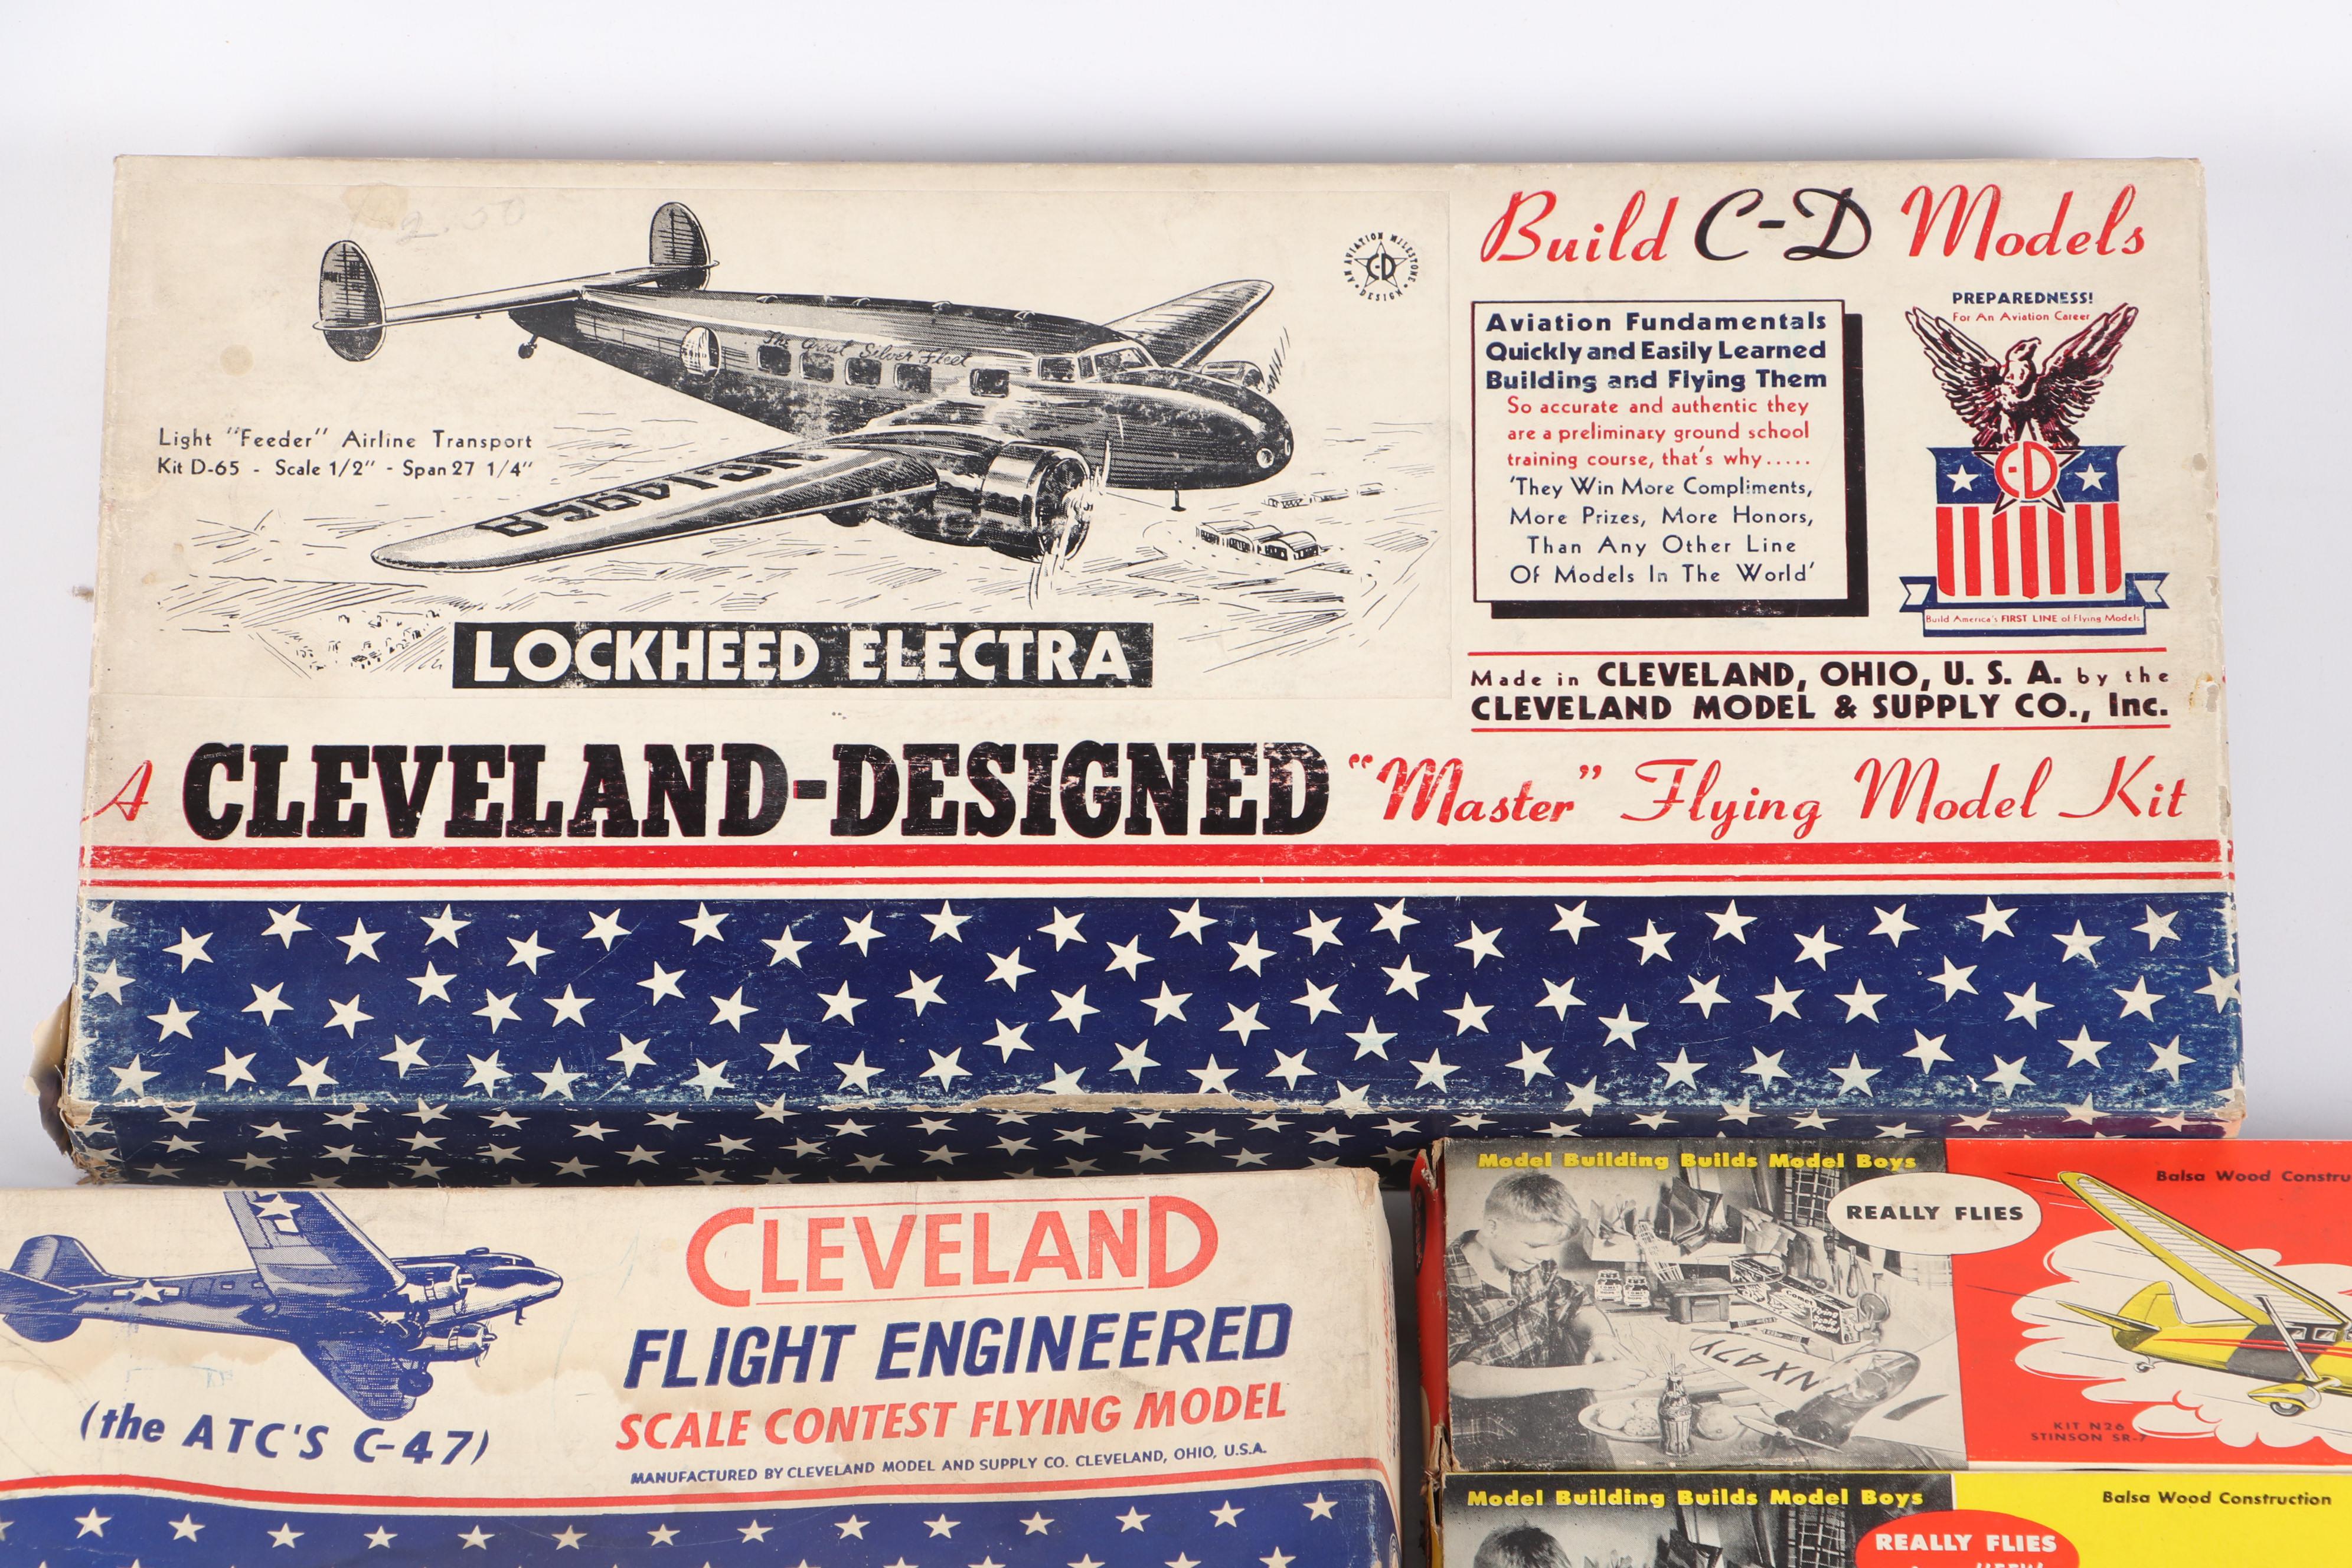 2.50
The Great Silver Fleet
AN AVIATION MILESTONE
C-D
DESIGN
Light "Feeder" Airline Transport
Kit D-65 - Scale 1/2" - Span 27 1/4"
LOCKHEED ELECTRA
Build C-D Models
Aviation Fundamentals
Quickly and Easily Learned
Building and Flying Them
So accurate and authentic they
are a preliminary ground school
training course, that's why.....
'They Win More Compliments,
More Prizes, More Honors,
Than Any Other Line
Of Models In The World'
PREPAREDNESS!
For An Aviation Career
C-D
Build America's FIRST LINE of Flying Models
Made in CLEVELAND, OHIO, U. S. A. by the
CLEVELAND MODEL & SUPPLY CO., Inc.
A CLEVELAND-DESIGNED "Master" Flying Model Kit
(the ATC'S C-47)
CLEVELAND
FLIGHT ENGINEERED
SCALE CONTEST FLYING MODEL
MANUFACTURED BY CLEVELAND MODEL AND SUPPLY CO. CLEVELAND, OHIO, U.S.A.
Model Building Builds Model Boys
REALLY FLIES
Balsa Wood Constru
NX47Y
KIT N26
STINSON SR-7
Model Building Builds Model Boys
Balsa Wood Construction
REALLY FLIES